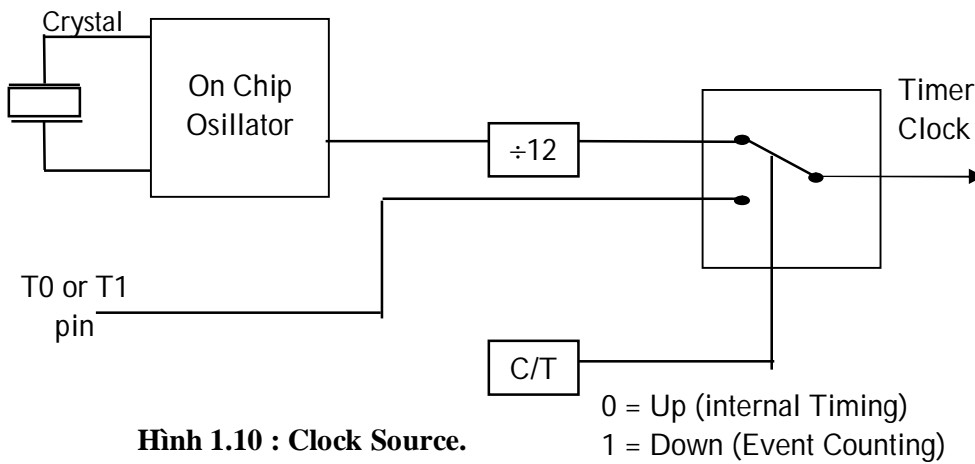 Crystal
On Chip
Osillator
÷12
Timer
Clock
T0 or T1
pin
C/T
0 = Up (internal Timing)
1 = Down (Event Counting)
Hình 1.10 : Clock Source.